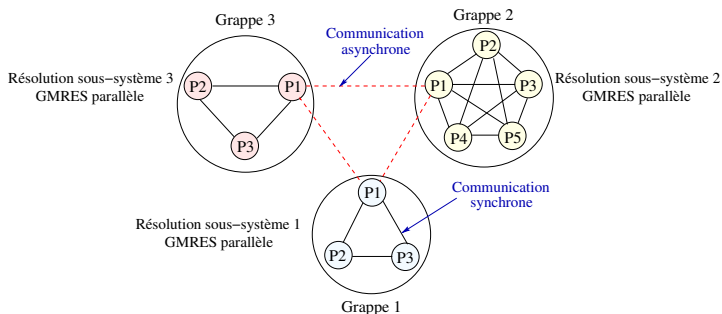 Grappe 3
Communication
asynchrone
Grappe 2
P2
P2
P1
P1
P3
Résolution sous−système 3
GMRES parallèle
Résolution sous−système 2
GMRES parallèle
P3
P4
P5
P1
Communication
synchrone
Résolution sous−système 1
GMRES parallèle
P2
P3
Grappe 1